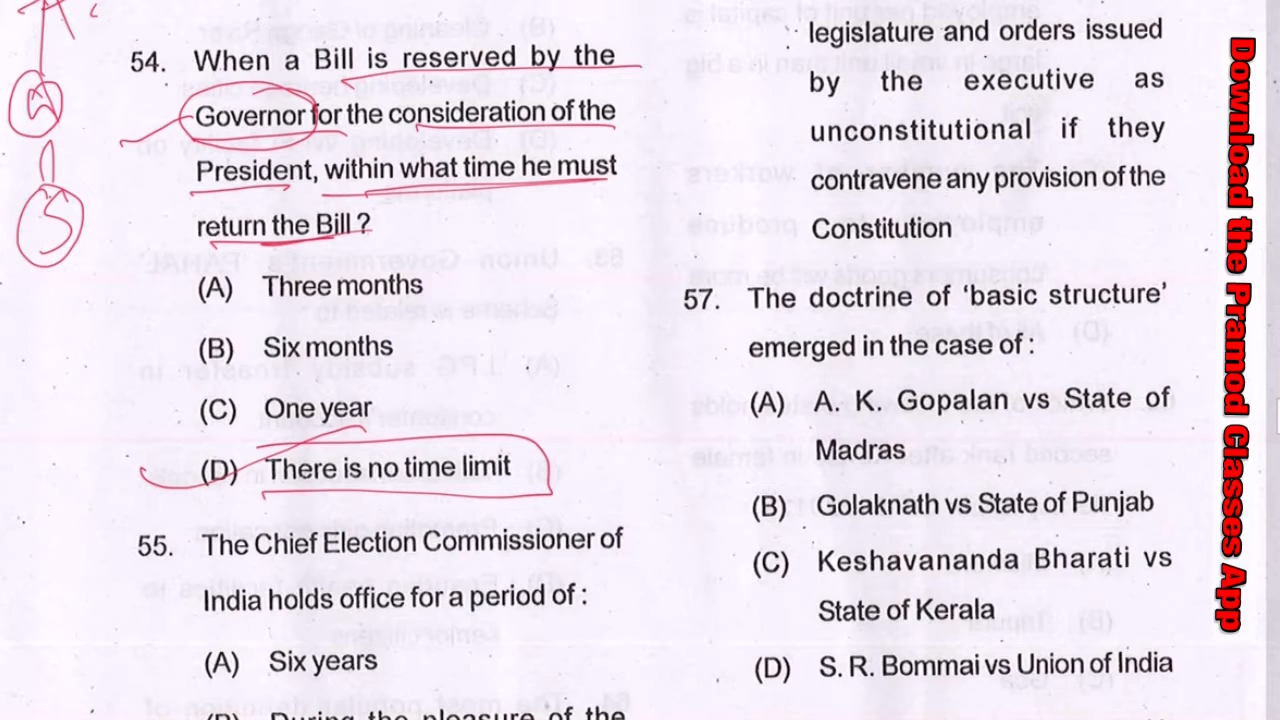 54. When a Bill is reserved by the
Governor for the consideration of the
President, within what time he must
return the Bill ?
(A) Three months
(B) Six months
(C) One year
(D) There is no time limit
55. The Chief Election Commissioner of
India holds office for a period of :
(A) Six years
(B) During the pleasure of the
legislature and orders issued
by the executive as
unconstitutional if they
contravene any provision of the
Constitution
57. The doctrine of 'basic structure'
emerged in the case of :
(A) A. K. Gopalan vs State of
Madras
(B) Golaknath vs State of Punjab
(C) Keshavananda Bharati vs
State of Kerala
(D) S. R. Bommai vs Union of India
Download the Pramod Classes App